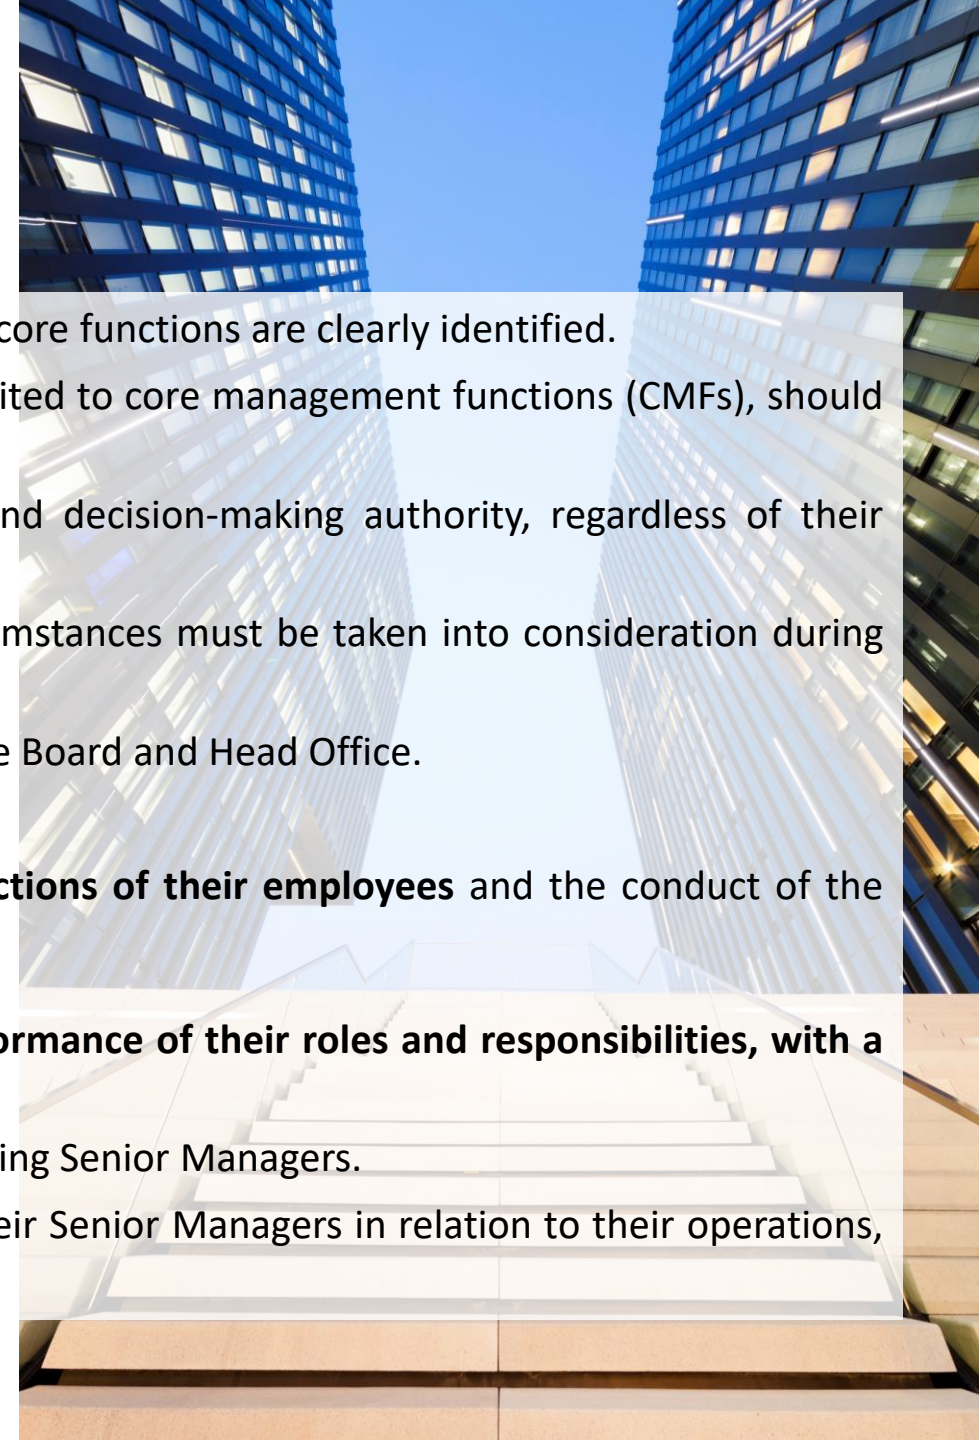 core functions are clearly identified.
ited to core management functions (CMFs), should
nd decision-making authority, regardless of their
mstances must be taken into consideration during
e Board and Head Office.
ctions of their employees and the conduct of the
ormance of their roles and responsibilities, with a
ing Senior Managers.
eir Senior Managers in relation to their operations,